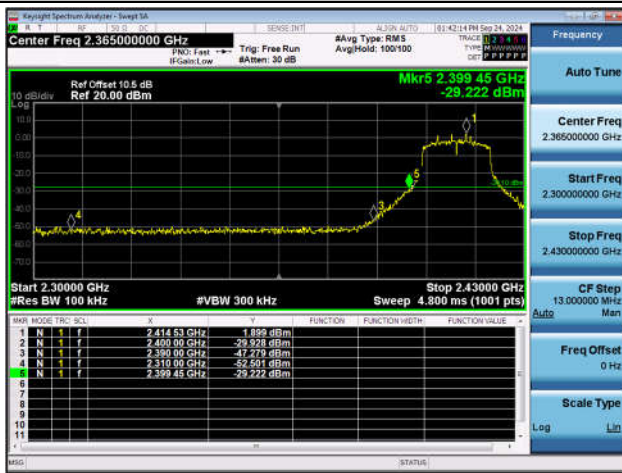 Keysight Spectrum Analyzer - Swept SA
R T RF 50 Ω DC SENSE:INT ALIGN AUTO 01:42:14 PM Sep 24, 2024 Frequency
Center Freq 2.365000000 GHz
PNO: Fast
IFGain:Low
Trig: Free Run
#Atten: 30 dB
#Avg Type: RMS
Avg|Hold: 100/100
TRACE 1 2 3 4 5 6
TYPE M W W W W W
DET P P P P P P
Auto Tune
Mkr5 2.399 45 GHz
-29.222 dBm
Ref Offset 10.5 dB
Ref 20.00 dBm
10 dB/div
Log
10.0
0.00
-10.0
-20.0
-30.0
-40.0
-50.0
-60.0
-70.0
1
5
3
4
Center Freq
2.365000000 GHz
Start Freq
2.300000000 GHz
Stop Freq
2.430000000 GHz
Start 2.30000 GHz
Stop 2.43000 GHz
#Res BW 100 kHz
#VBW 300 kHz
Sweep 4.800 ms (1001 pts)
CF Step
13.000000 MHz
Auto Man
MKR MODE TRC SCL X Y FUNCTION FUNCTION WIDTH FUNCTION VALUE
1 N 1 f 2.414 53 GHz 1.899 dBm
2 N 1 f 2.400 00 GHz -29.928 dBm
3 N 1 f 2.390 00 GHz -47.279 dBm
4 N 1 f 2.310 00 GHz -52.501 dBm
5 N 1 f 2.399 45 GHz -29.222 dBm
6
7
8
9
10
11
Freq Offset
0 Hz
Scale Type
Log Lin
MSG STATUS